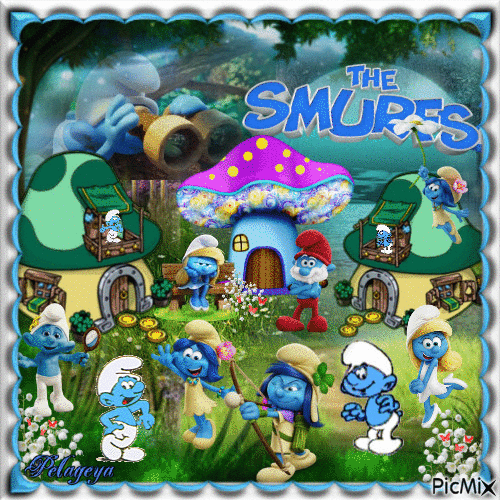 THE
SMURFS
Pelageya
PicMix